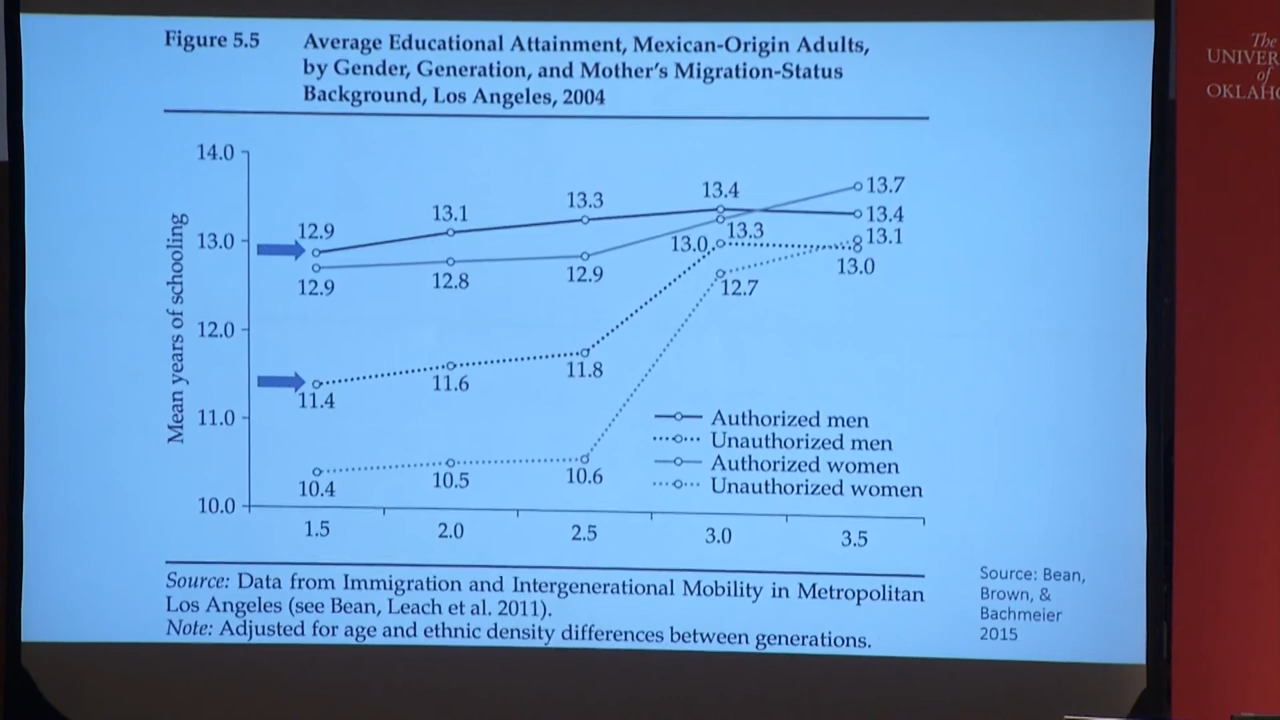 Figure 5.5 Average Educational Attainment, Mexican-Origin Adults,
by Gender, Generation, and Mother's Migration-Status
Background, Los Angeles, 2004
The
UNIVER
of
OKLAH
Mean years of schooling
14.0
13.0
12.0
11.0
10.0
12.9
13.1
13.3
13.4
13.4
12.9
12.8
12.9
13.3
13.7
11.4
11.6
11.8
13.0
13.1
10.4
10.5
10.6
12.7
13.0
Authorized men
Unauthorized men
Authorized women
Unauthorized women
1.5 2.0 2.5 3.0 3.5
Source: Data from Immigration and Intergenerational Mobility in Metropolitan
Los Angeles (see Bean, Leach et al. 2011).
Note: Adjusted for age and ethnic density differences between generations.
Source: Bean,
Brown, &
Bachmeier
2015